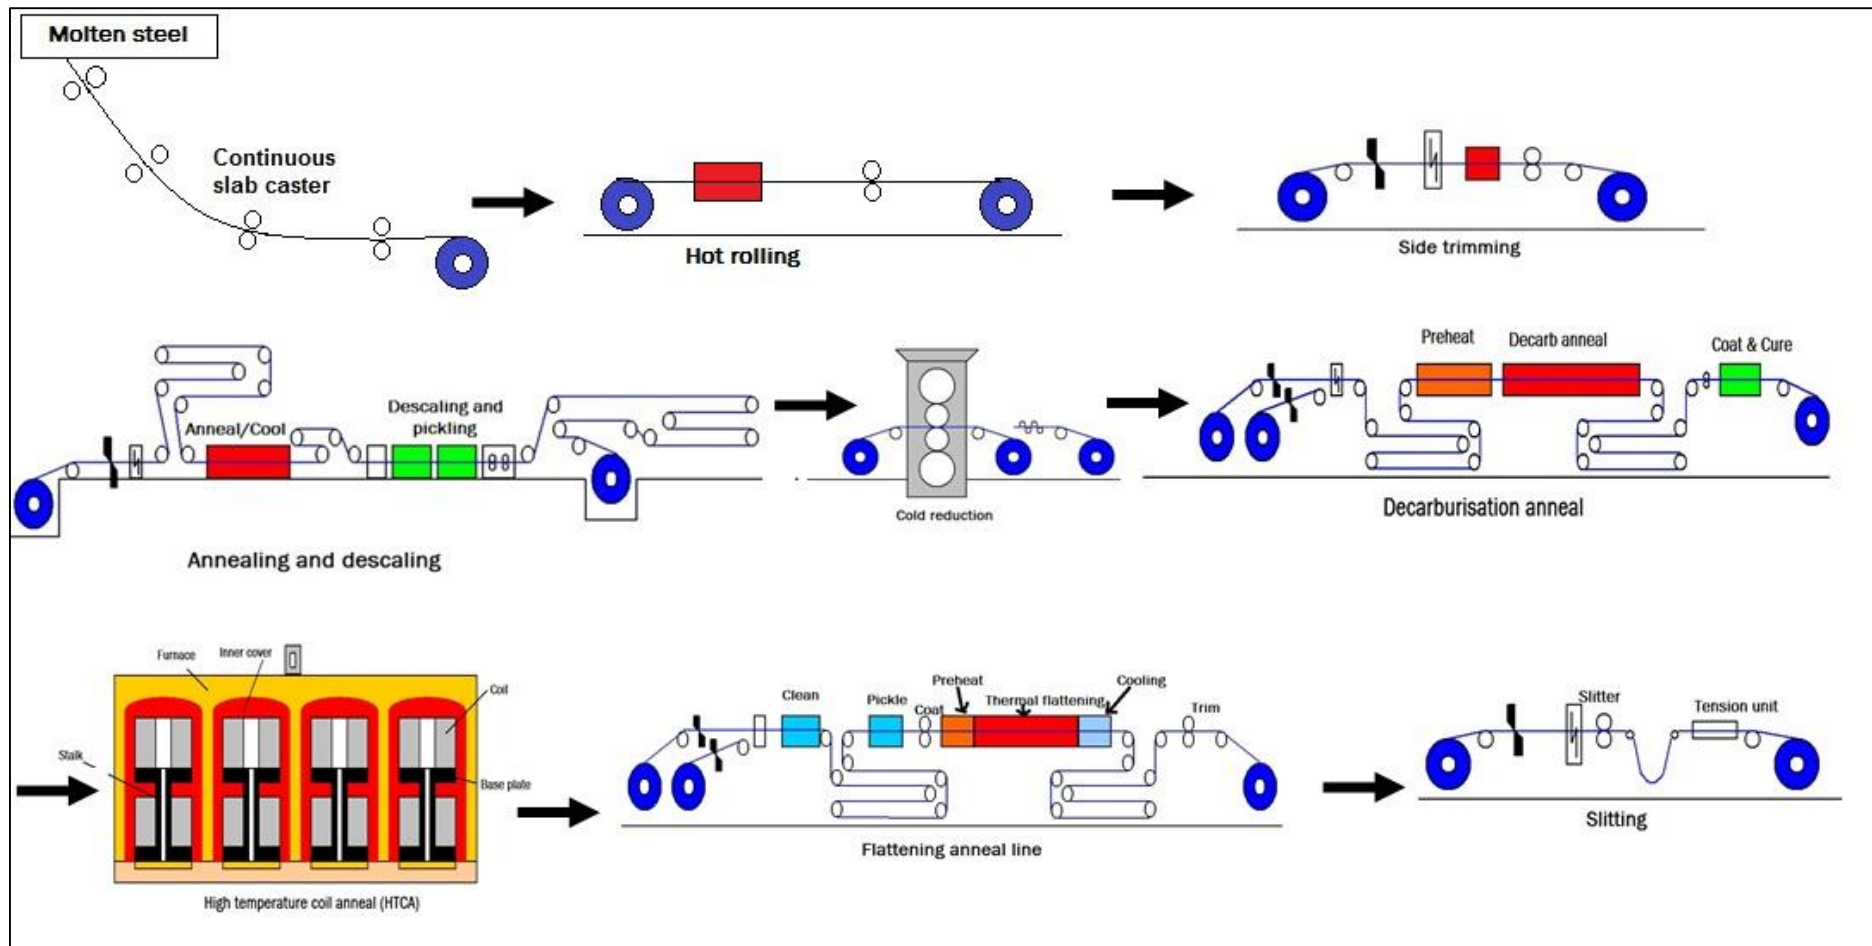 Molten steel
Continuous
slab caster
Hot rolling
Side trimming
Anneal/Cool
Descaling and
pickling
Annealing and descaling
Cold reduction
Preheat
Decarb anneal
Coat & Cure
Decarburisation anneal
Furnace
Inner cover
Coil
Stalk
Base plate
High temperature coil anneal (HTCA)
Clean
Pickle
Coat
Preheat
Thermal flattening
Cooling
Trim
Flattening anneal line
Slitter
Tension unit
Slitting